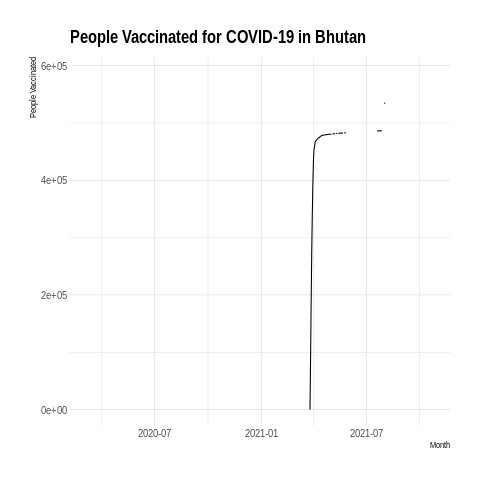 People Vaccinated for COVID-19 in Bhutan
People Vaccinated
6e+05
4e+05
2e+05
0e+00
2020-07 2021-01 2021-07
Month